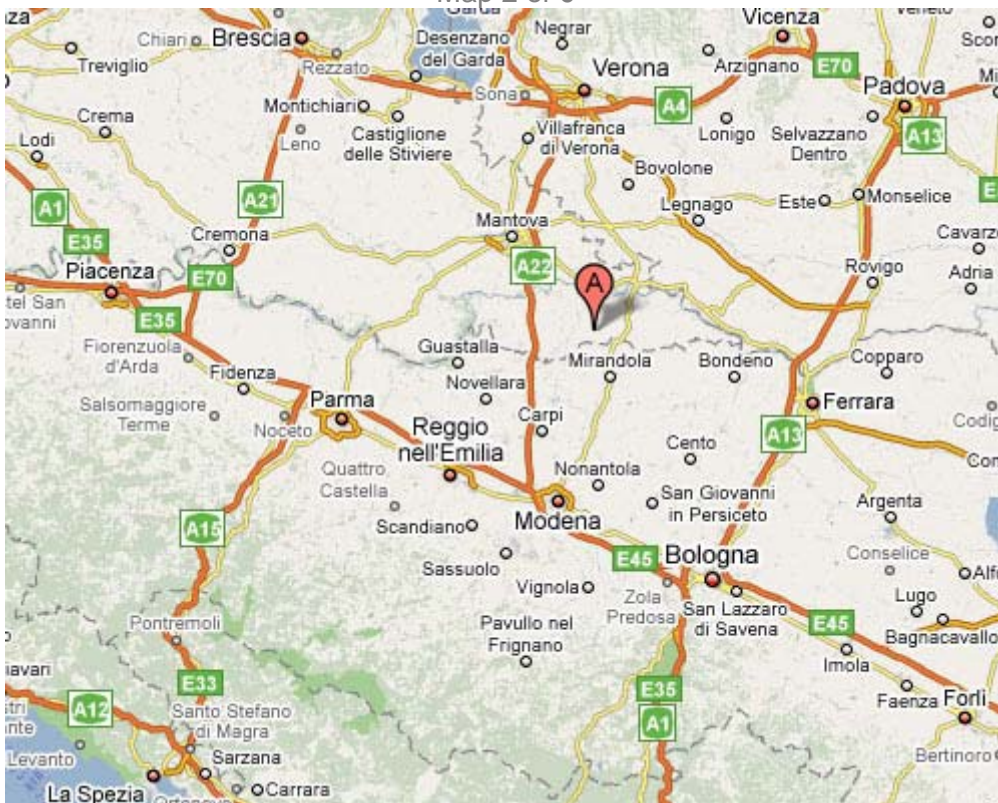 Chiari
Brescia
Treviglio
Rezzato
Desenzano
del Garda
Negrar
Verona
Vicenza
Arzignano
E70
Padova
Crema
Lodi
Montichiari
Leno
Castiglione
delle Stiviere
Sona
Villafranca
di Verona
A4
Lonigo
Selvazzano
Dentro
A13
Bovolone
A1
A21
E35
Cremona
Mantova
Legnago
Este
Monselice
Piacenza
E70
A22
A
Rovigo
Adria
E35
Fiorenzuola
d'Arda
Fidenza
Guastalla
Mirandola
Bondeno
Copparo
Salsomaggiore
Terme
Noceto
Parma
Novellara
Carpi
Ferrara
A13
Reggio
nell'Emilia
Cento
Quattro
Castella
Nonantola
San Giovanni
in Persiceto
Argenta
A15
Scandiano
Modena
Sassuolo
E45
Bologna
Conselice
Vignola
Zola
Predosa
San Lazzaro
di Savena
Lugo
Bagnacavallo
Pontremoli
Pavullo nel
Frignano
E45
Imola
E33
E35
A1
Faenza
Forlì
A12
Santo Stefano
di Magra
Levanto
Sarzana
Bertinoro
La Spezia
Carrara